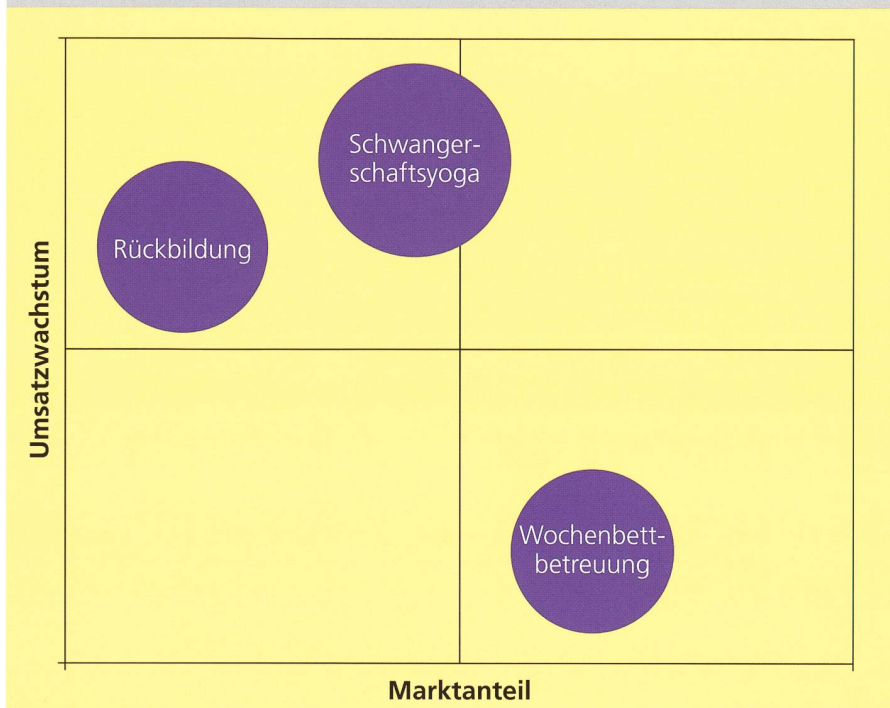 Schwanger-
schaftsyoga
Rückbildung
Umsatzwachstum
Wochenbett-
betreuung
Marktanteil